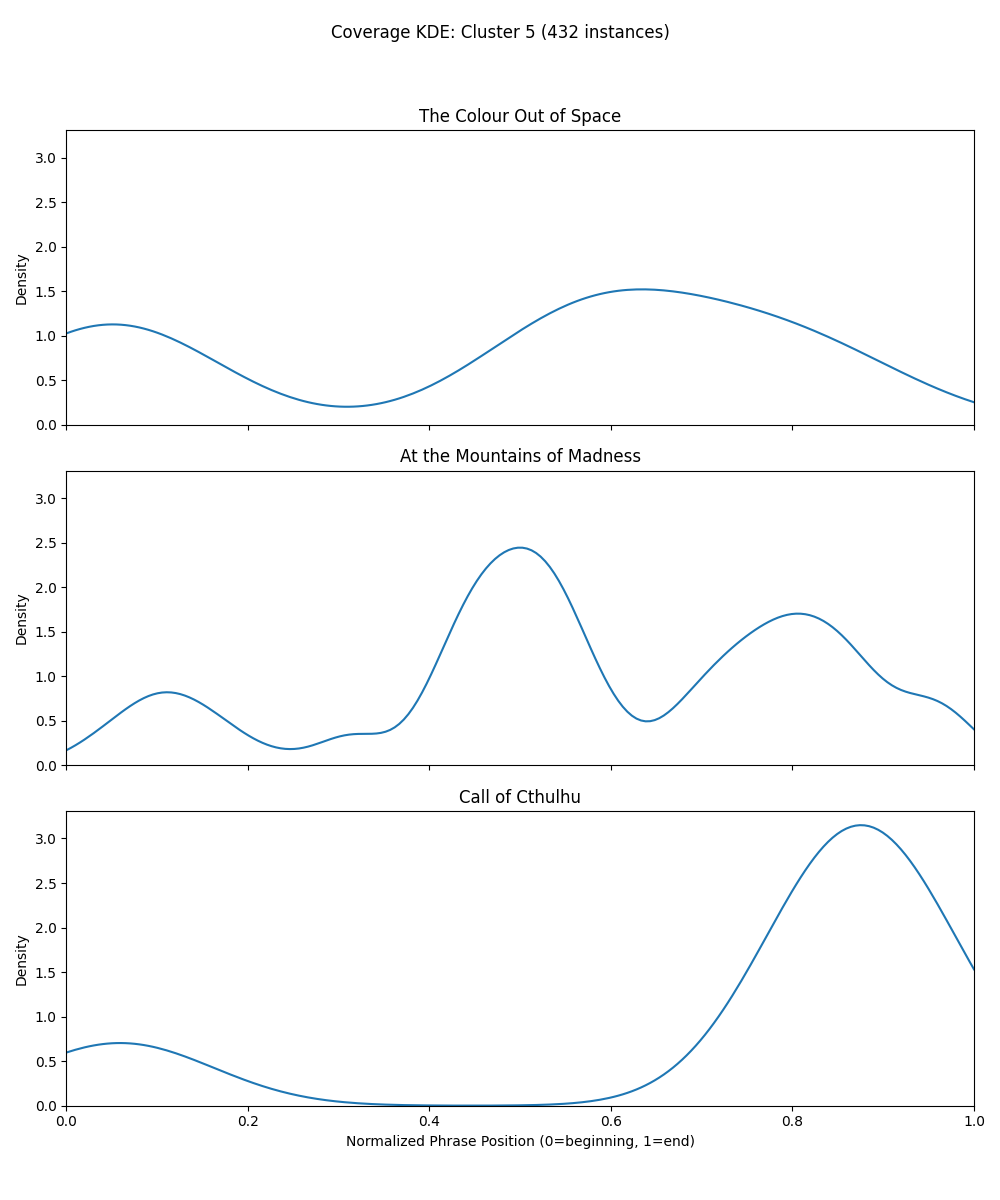 Coverage KDE: Cluster 5 (432 instances)
The Colour Out of Space
3.0
2.5
2.0
1.5
1.0
0.5
0.0
Density
At the Mountains of Madness
3.0
2.5
2.0
1.5
1.0
0.5
0.0
Density
Call of Cthulhu
3.0
2.5
2.0
1.5
1.0
0.5
0.0
Density
0.0 0.2 0.4 0.6 0.8 1.0
Normalized Phrase Position (0=beginning, 1=end)